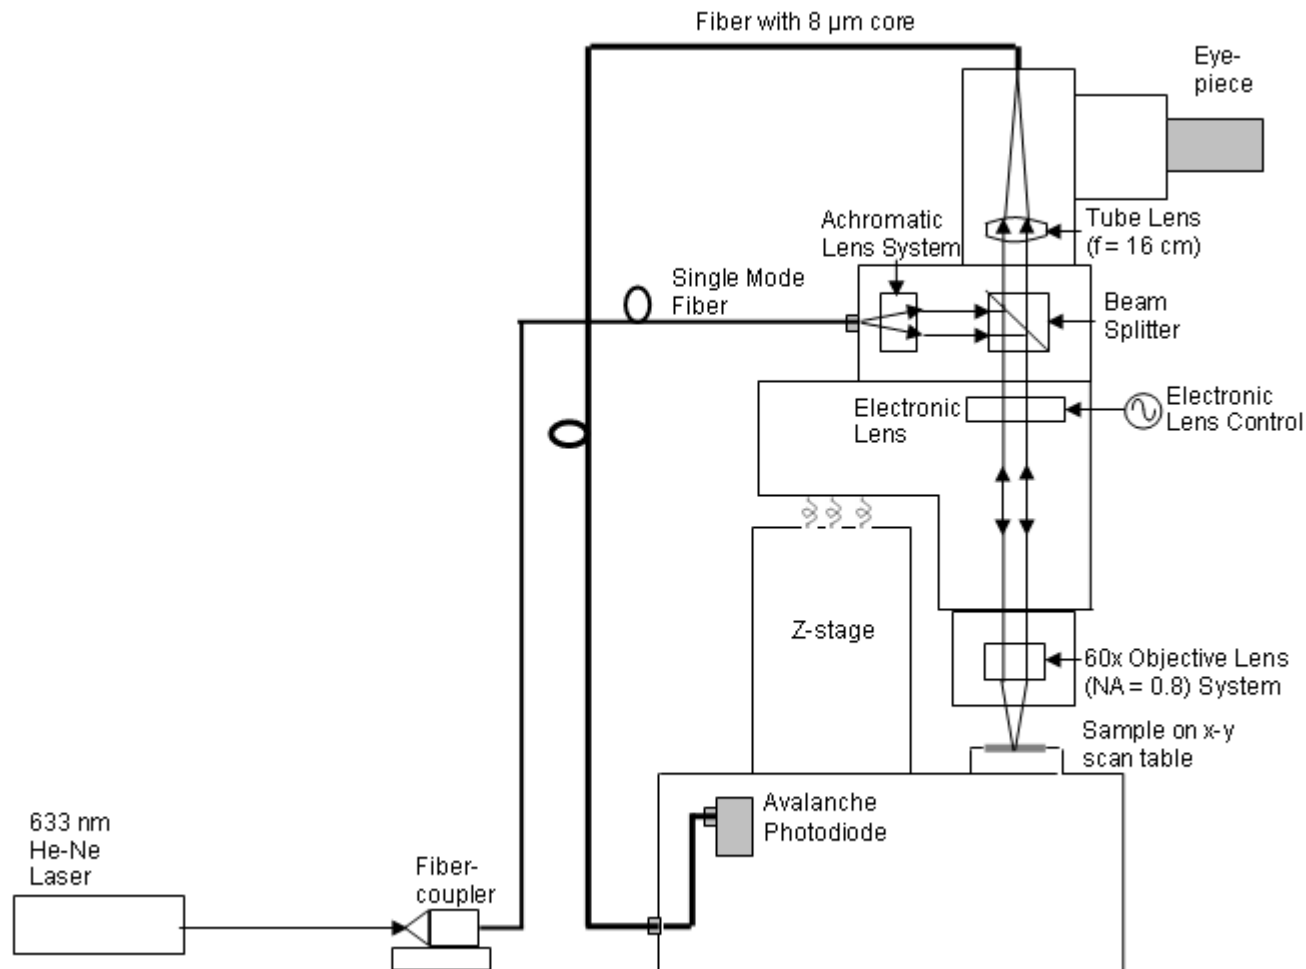 Fiber with 8 µm core
Eye-
piece
Achromatic
Lens System
Tube Lens
(f = 16 cm)
Single Mode
Fiber
Beam
Splitter
Electronic
Lens
Electronic
Lens Control
Z-stage
60x Objective Lens
(NA = 0.8) System
Sample on x-y
scan table
Avalanche
Photodiode
633 nm
He-Ne
Laser
Fiber-
coupler